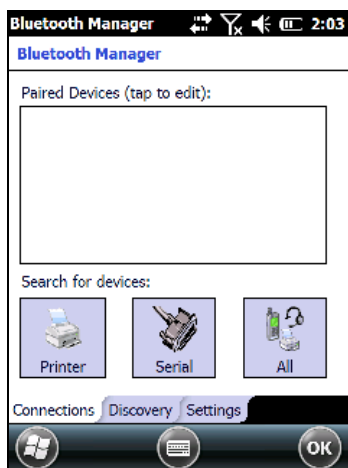 Bluetooth Manager 2:03
Bluetooth Manager
Paired Devices (tap to edit):
Search for devices:
Printer Serial All
Connections Discovery Settings
OK